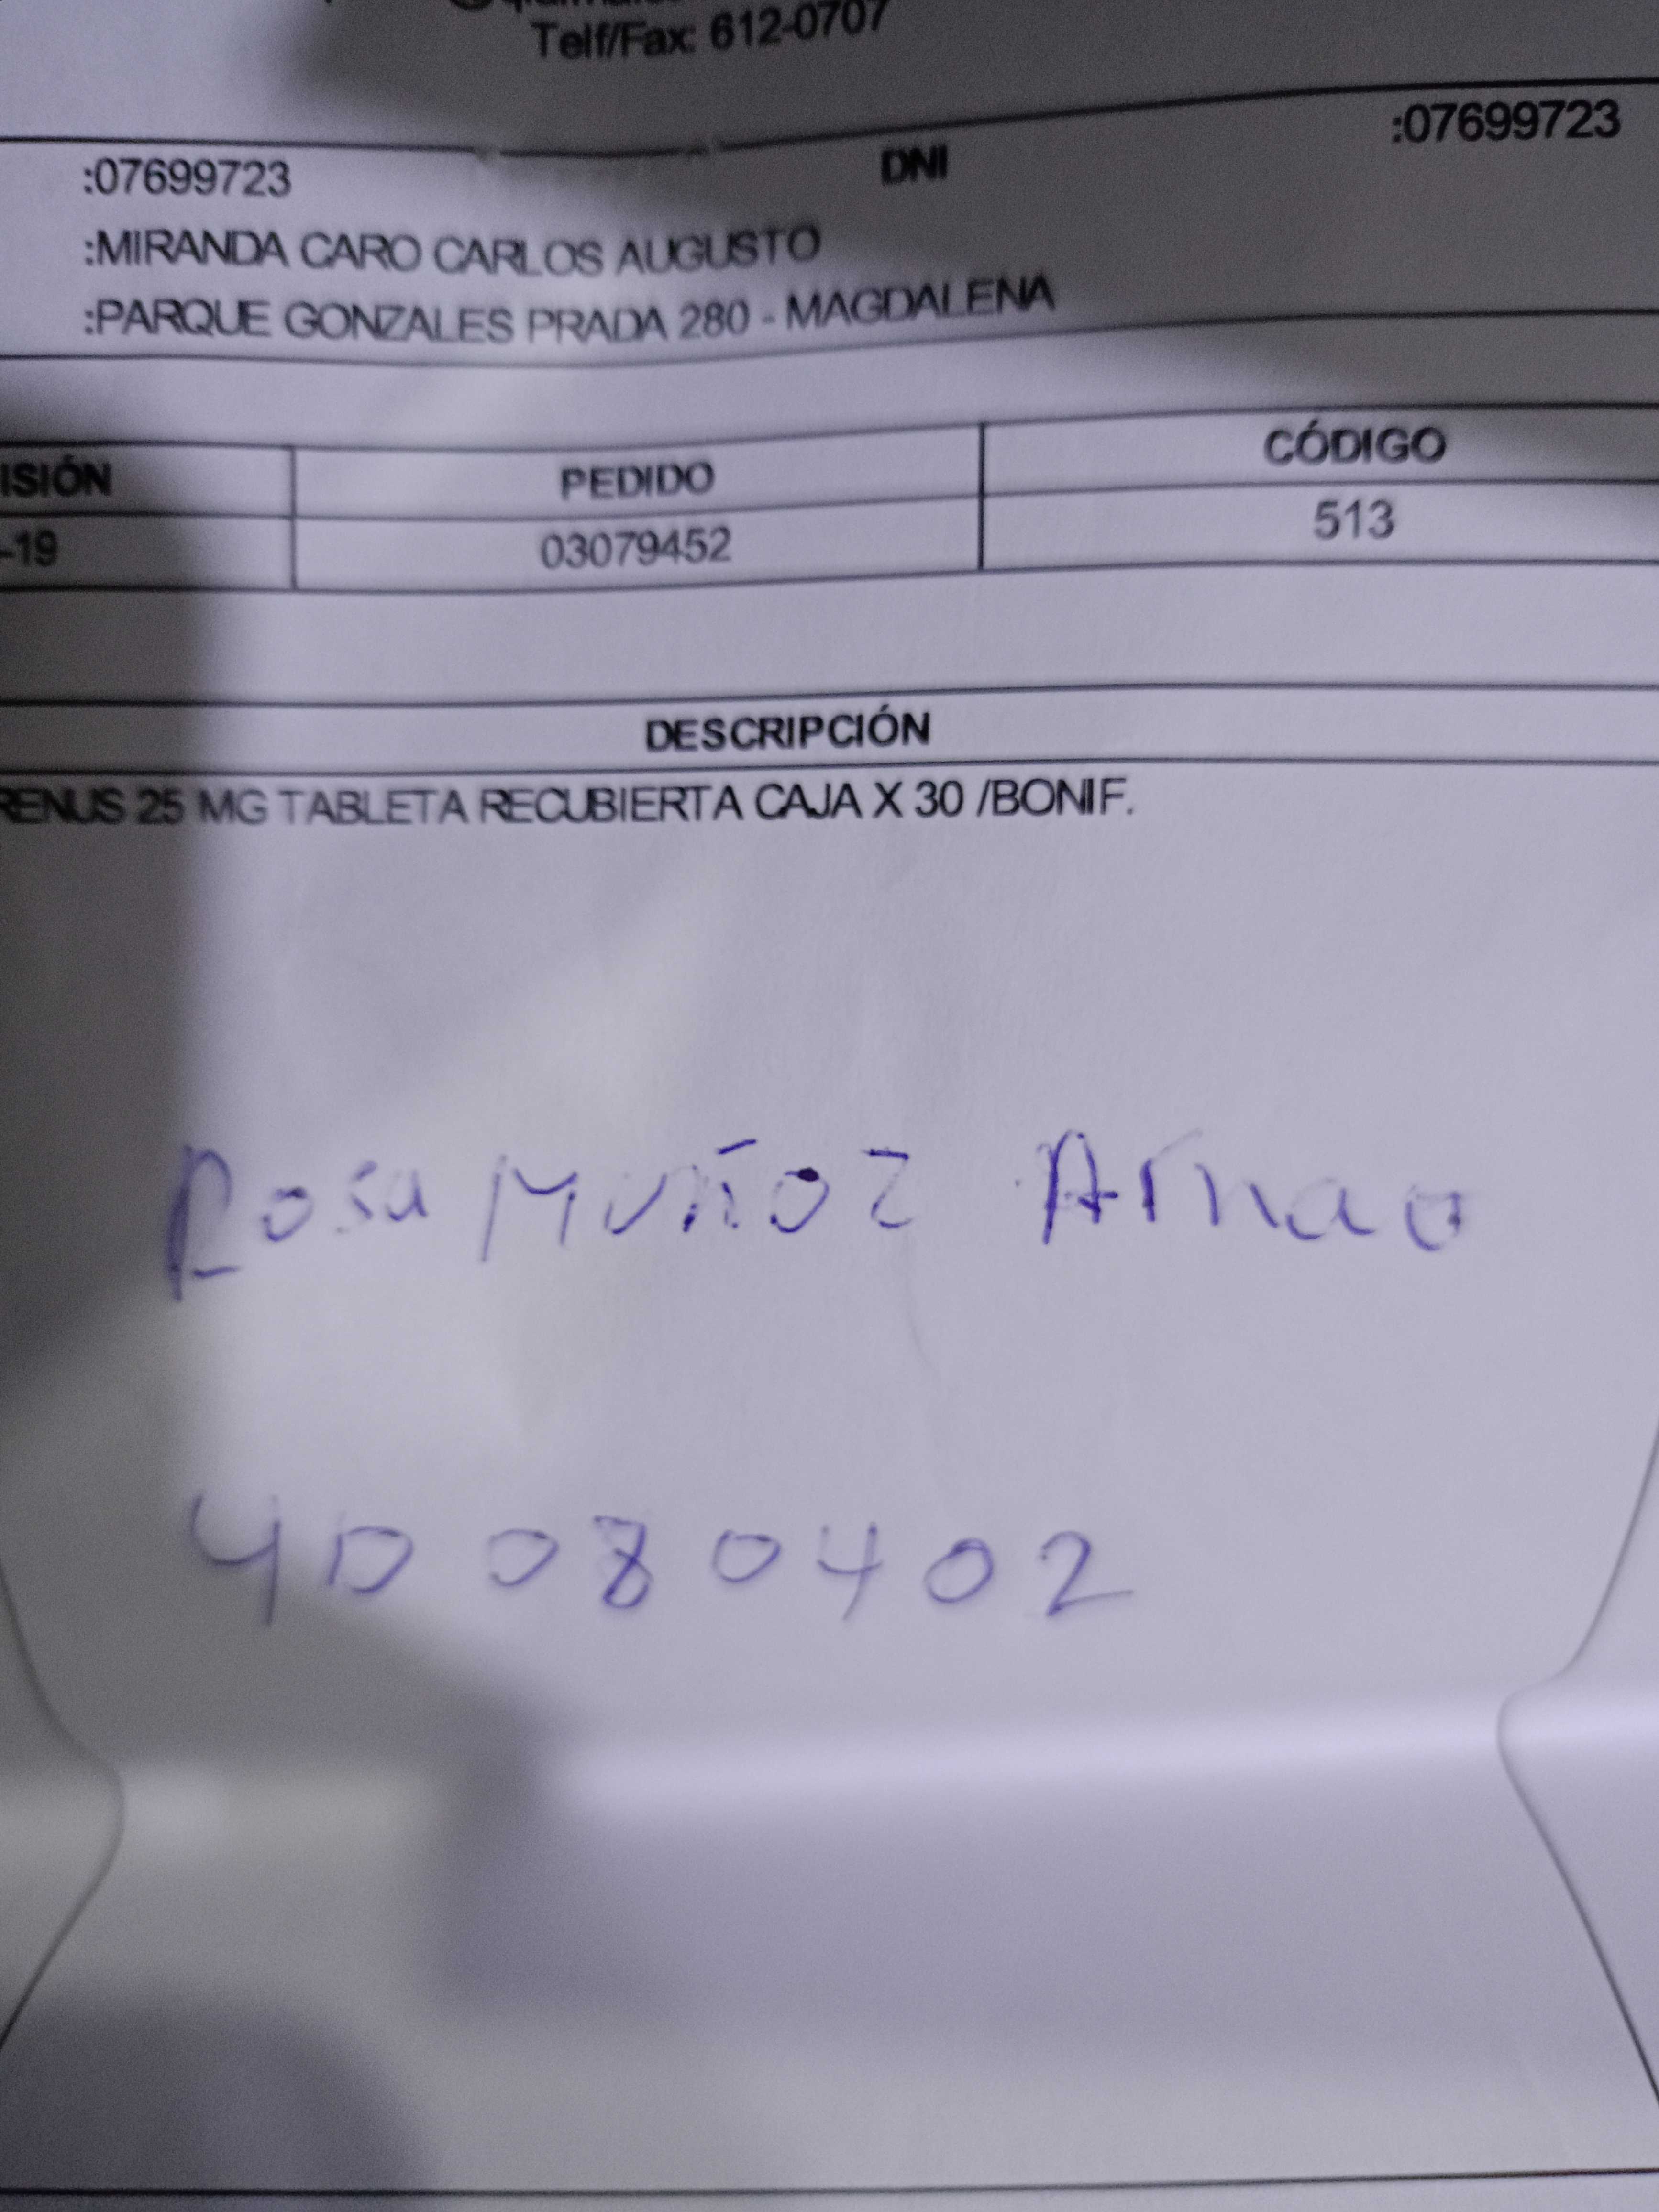 Telf/Fax: 612-0707
:07699723 DNI :07699723
:MIRANDA CARO CARLOS AUGUSTO
:PARQUE GONZALES PRADA 280 - MAGDALENA
ISIÓN PEDIDO CÓDIGO
-19 03079452 513
DESCRIPCIÓN
RENUS 25 MG TABLETA RECUBIERTA CAJA X 30 /BONIF.
Rosa Muñoz Arnao
40080402